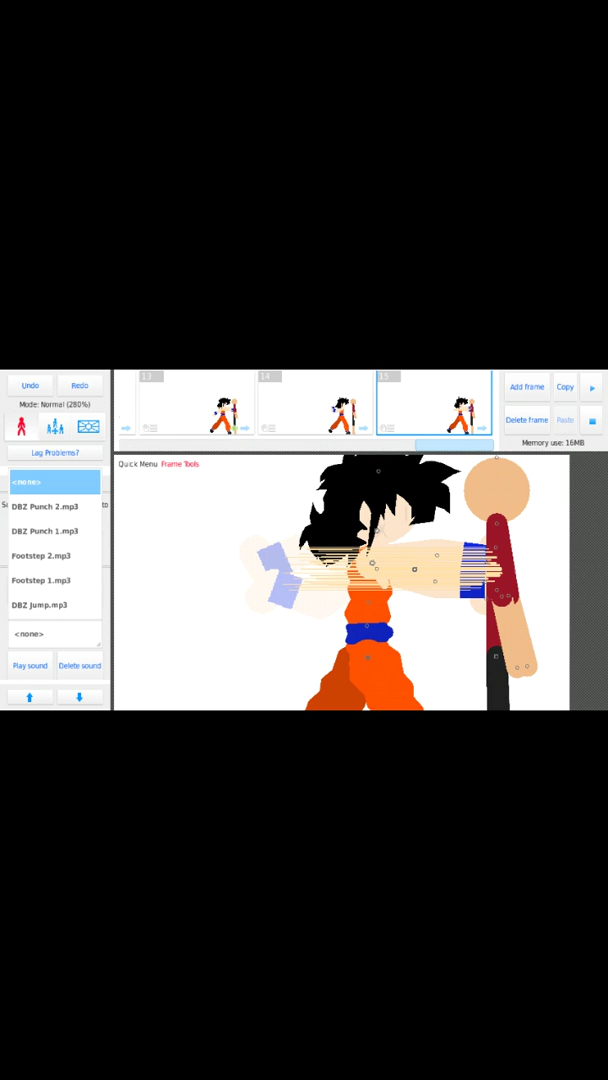 Undo Redo
Mode: Normal (280%)
Lag Problems?
<none>
DBZ Punch 2.mp3
DBZ Punch 1.mp3
Footstep 2.mp3
Footstep 1.mp3
DBZ Jump.mp3
<none>
Play sound Delete sound
13 14 15
Add frame Copy
Delete frame Paste
Memory use: 16MB
Quick Menu Frame Tools
to